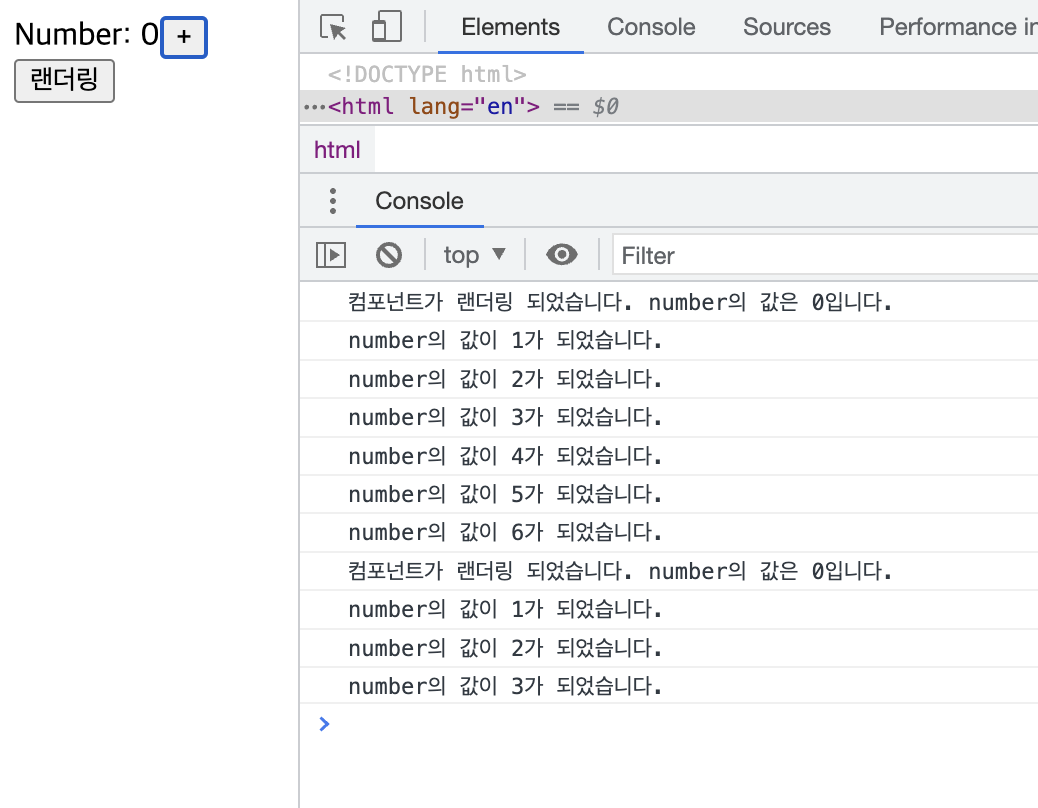 Number: 0 +
랜더링
Elements Console Sources Performance in
<!DOCTYPE html>
•••<html lang="en"> == $0
html
Console
top ▼ Filter
컴포넌트가 랜더링 되었습니다. number의 값은 0입니다.
number의 값이 1가 되었습니다.
number의 값이 2가 되었습니다.
number의 값이 3가 되었습니다.
number의 값이 4가 되었습니다.
number의 값이 5가 되었습니다.
number의 값이 6가 되었습니다.
컴포넌트가 랜더링 되었습니다. number의 값은 0입니다.
number의 값이 1가 되었습니다.
number의 값이 2가 되었습니다.
number의 값이 3가 되었습니다.
>